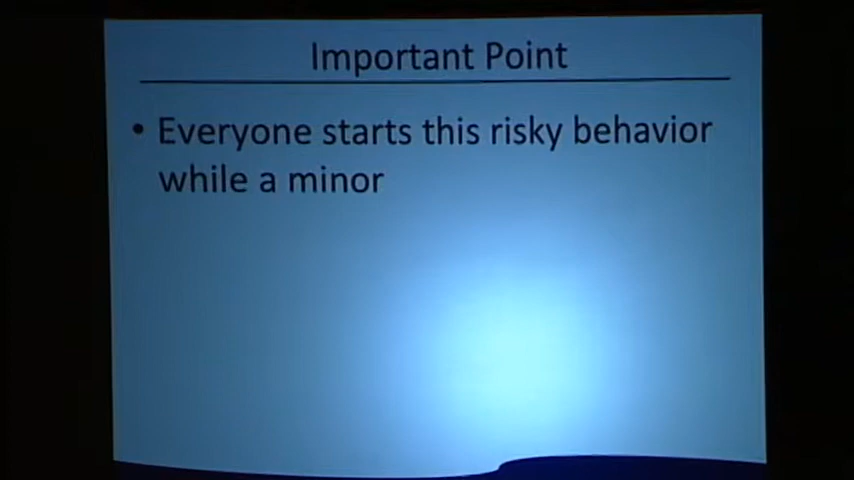 Important Point
• Everyone starts this risky behavior
while a minor